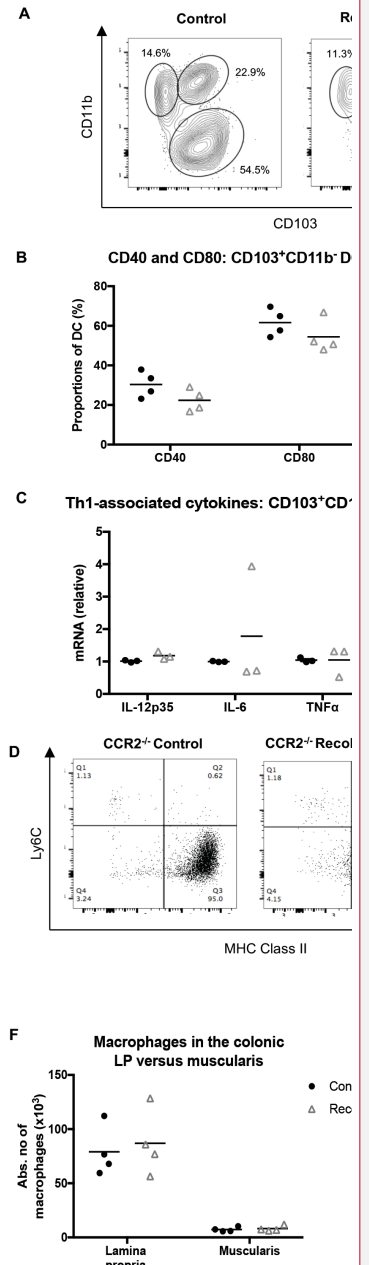 A
Control
14.6%
22.9%
11.3%
CD11b
54.5%
CD103
B
CD40 and CD80: CD103⁺CD11b⁻ D
Proportions of DC (%)
80
60
40
20
0
CD40
CD80
C
Th1-associated cytokines: CD103⁺CD1
mRNA (relative)
5
4
3
2
1
0
IL-12p35
IL-6
TNFα
D
CCR2⁻/⁻ Control
CCR2⁻/⁻ Recol
Q1
1.13
Q2
0.62
Q1
1.18
Ly6C
Q4
3.24
Q3
95.0
Q4
4.15
MHC Class II
F
Macrophages in the colonic
LP versus muscularis
Abs. no of
macrophages (x10³)
150
100
50
0
Con
Rec
Lamina
propria
Muscularis